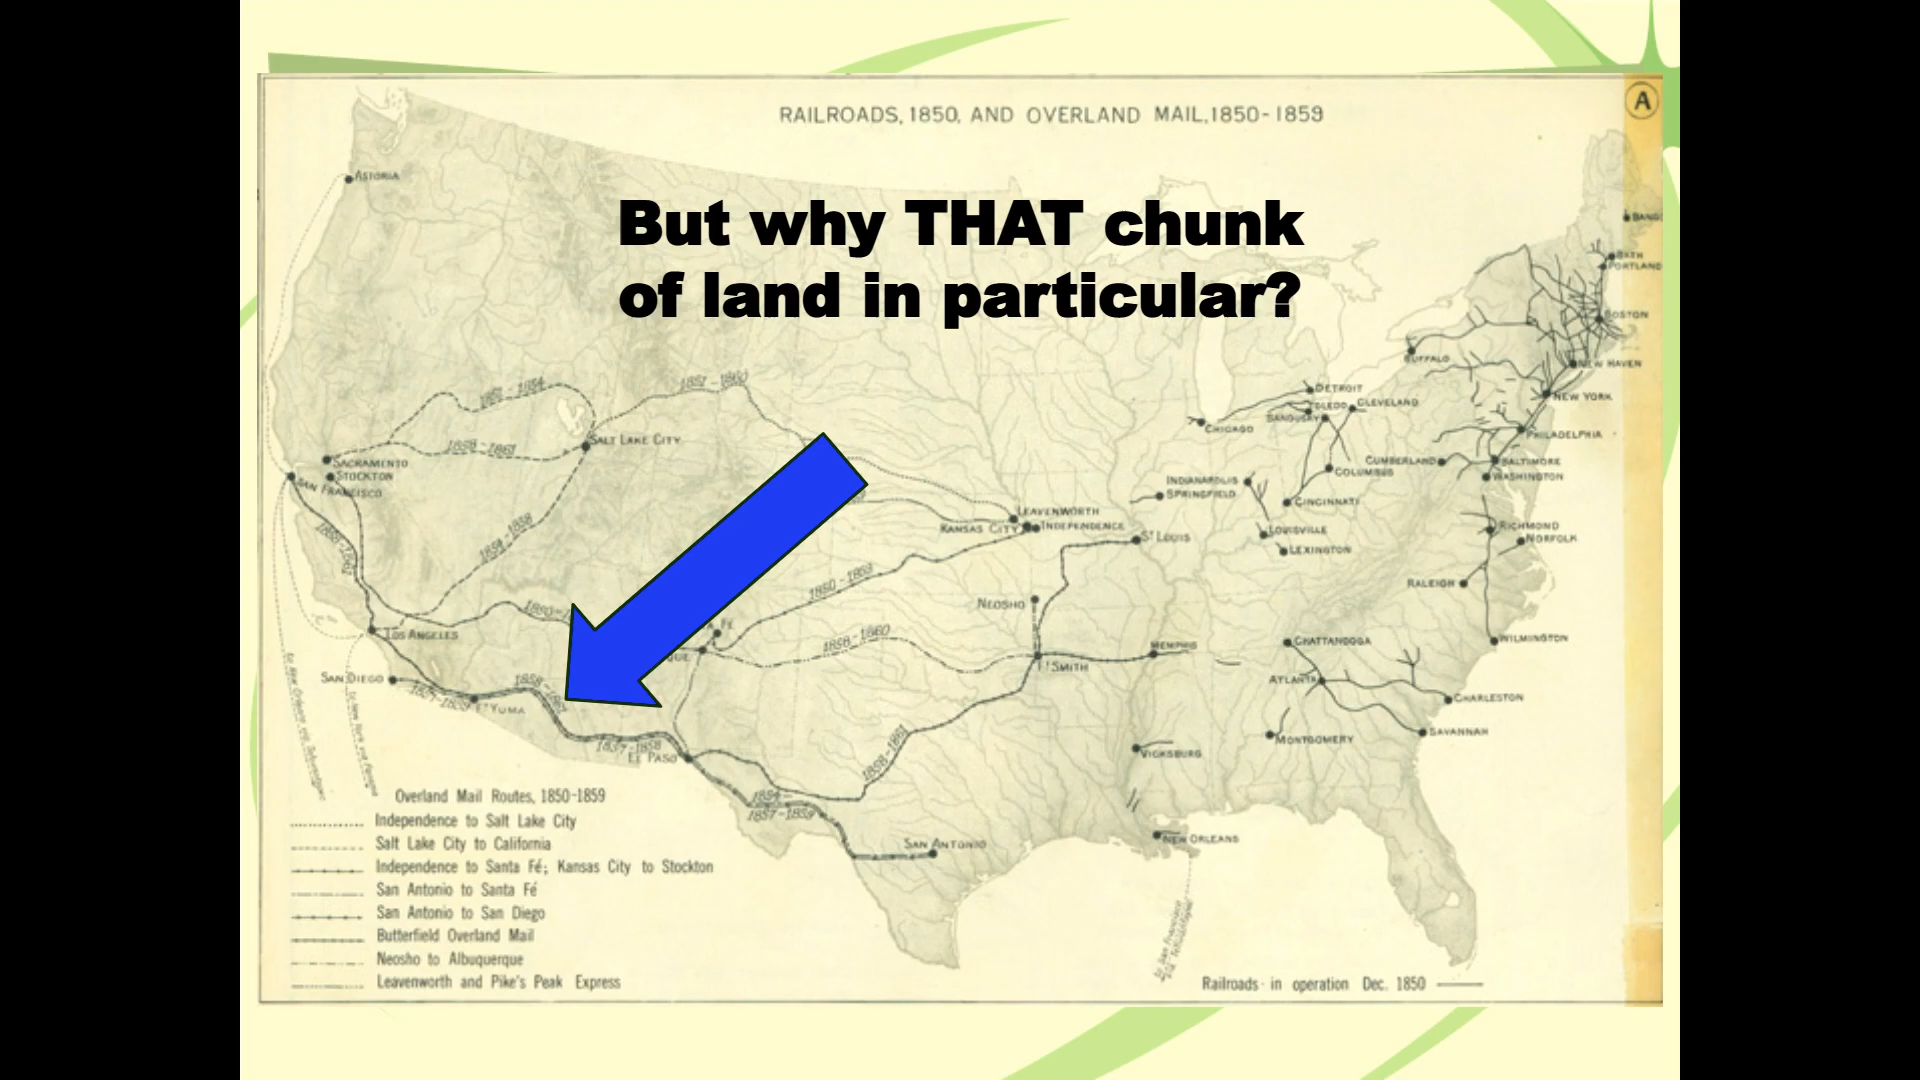 RAILROADS, 1850, AND OVERLAND MAIL, 1850-1859
A
But why THAT chunk
of land in particular?
ASTORIA
BATH
PORTLAND
BOSTON
BUFFALO
NEW HAVEN
NEW YORK
DETROIT
CLEVELAND
SANDUSKY
CHICAGO
PHILADELPHIA
SALT LAKE CITY
1858-1861
SACRAMENTO
STOCKTON
SAN FRANCISCO
CUMBERLAND
BALTIMORE
WASHINGTON
COLUMBUS
INDIANAPOLIS
SPRINGFIELD
CINCINNATI
LEAVENWORTH
KANSAS CITY
INDEPENDENCE
ST LOUIS
LOUISVILLE
LEXINGTON
RICHMOND
NORFOLK
1854-1858
RALEIGH
NEOSHO
LOS ANGELES
1858-1860
CHATTANOOGA
WILMINGTON
MEMPHIS
FT SMITH
SAN DIEGO
FT YUMA
ATLANTA
CHARLESTON
SAVANNAH
MONTGOMERY
VICKSBURG
1858-1861
EL PASO
NEW ORLEANS
SAN ANTONIO
Overland Mail Routes, 1850-1859
Independence to Salt Lake City
Salt Lake City to California
Independence to Santa Fé; Kansas City to Stockton
San Antonio to Santa Fé
San Antonio to San Diego
Butterfield Overland Mail
Neosho to Albuquerque
Leavenworth and Pike's Peak Express
Railroads in operation Dec. 1850